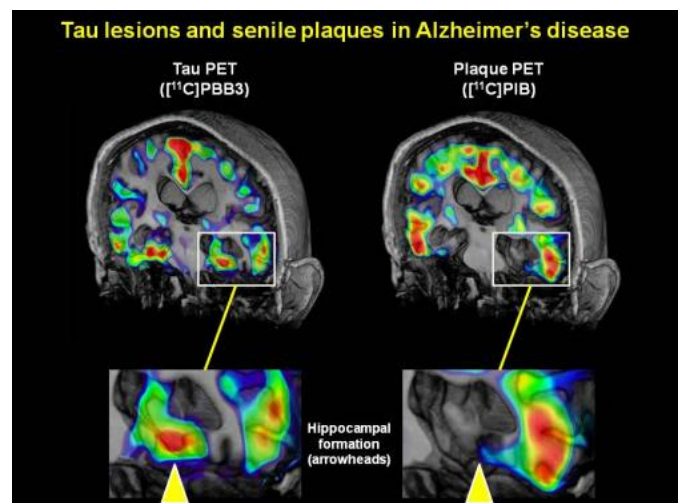 Tau lesions and senile plaques in Alzheimer's disease
Tau PET
([¹¹C]PBB3)
Plaque PET
([¹¹C]PIB)
Hippocampal
formation
(arrowheads)